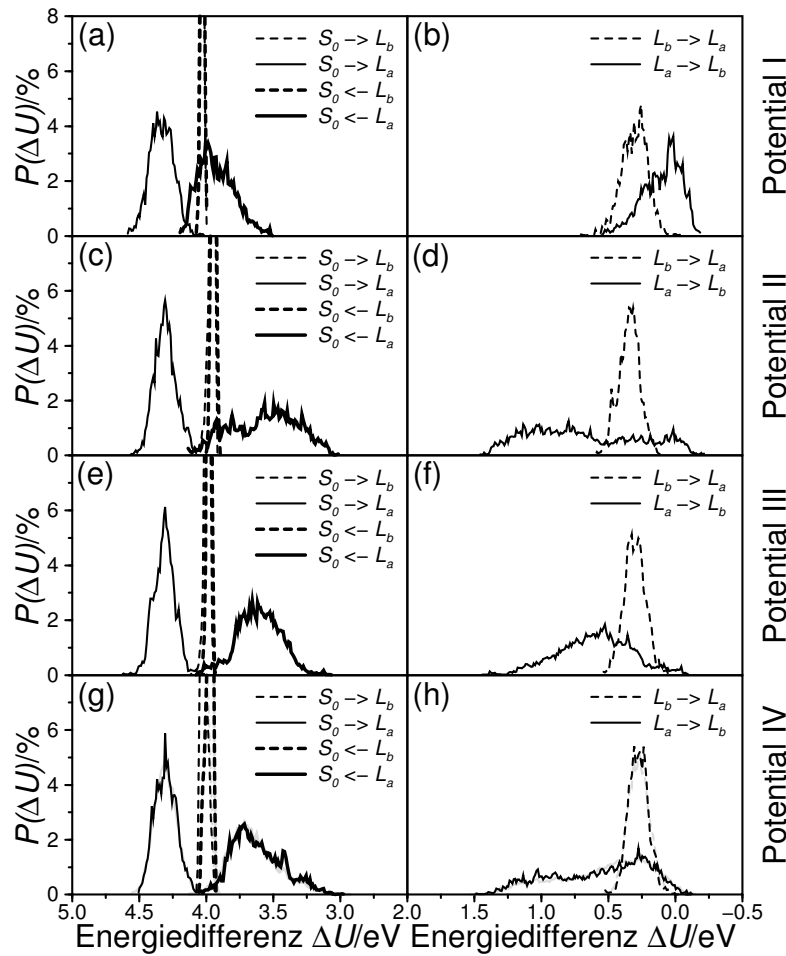 8
6
4
2
0
P(ΔU)/%
(a)
S0 –> Lb
S0 –> La
S0 <– Lb
S0 <– La
(b)
Lb –> La
La –> Lb
Potential I
6
4
2
0
P(ΔU)/%
(c)
S0 –> Lb
S0 –> La
S0 <– Lb
S0 <– La
(d)
Lb –> La
La –> Lb
Potential II
6
4
2
0
P(ΔU)/%
(e)
S0 –> Lb
S0 –> La
S0 <– Lb
S0 <– La
(f)
Lb –> La
La –> Lb
Potential III
6
4
2
0
P(ΔU)/%
(g)
S0 –> Lb
S0 –> La
S0 <– Lb
S0 <– La
(h)
Lb –> La
La –> Lb
Potential IV
5.0 4.5 4.0 3.5 3.0 2.0 1.5 1.0 0.5 0.0 −0.5
Energiedifferenz ΔU/eV Energiedifferenz ΔU/eV